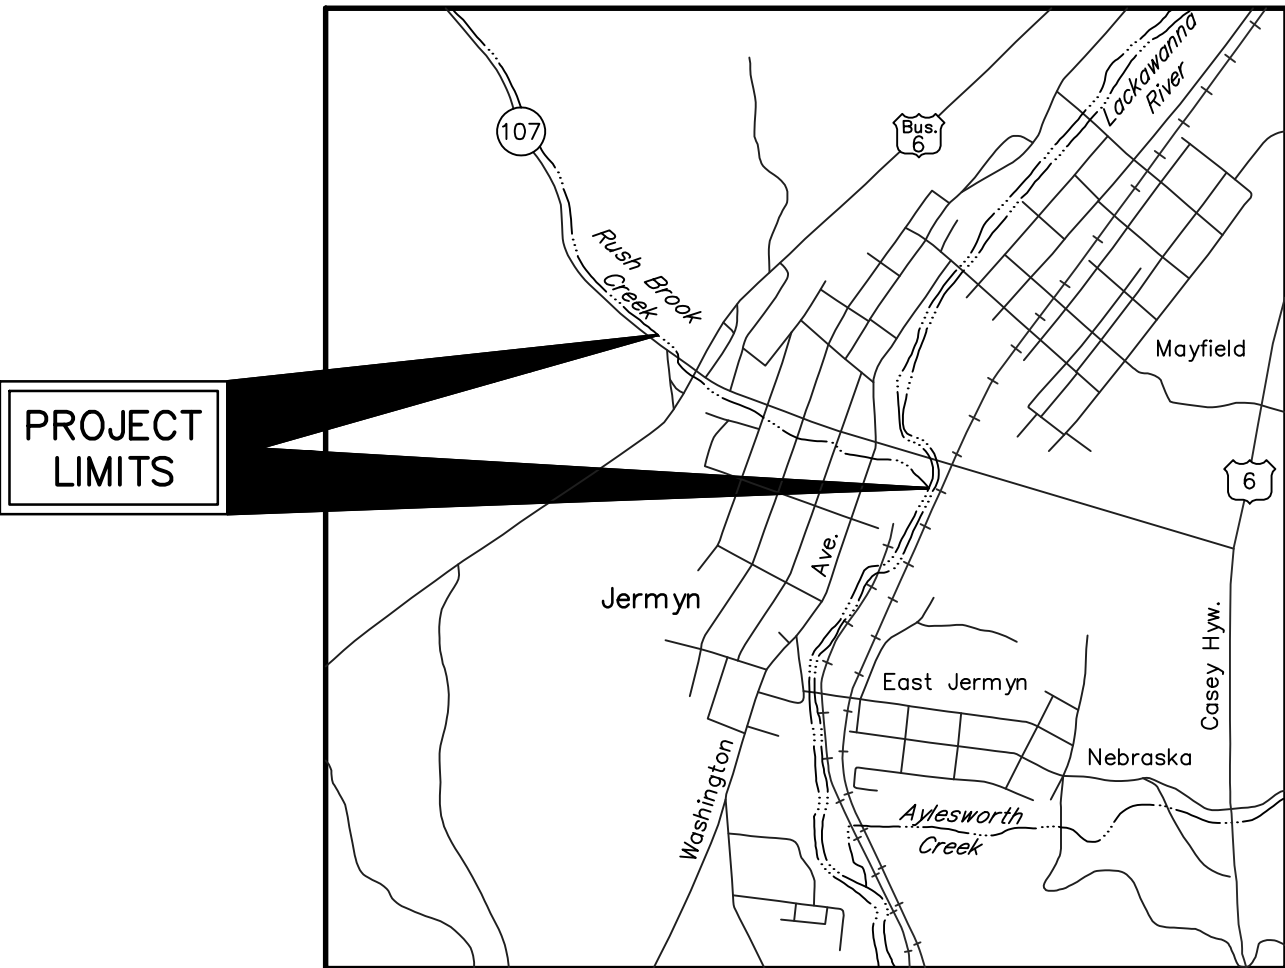 Lackawanna
River
107
Bus.
6
Rush Brook
Creek
Mayfield
PROJECT
LIMITS
6
Ave.
Jermyn
East Jermyn
Casey Hyw.
Nebraska
Washington
Aylesworth
Creek